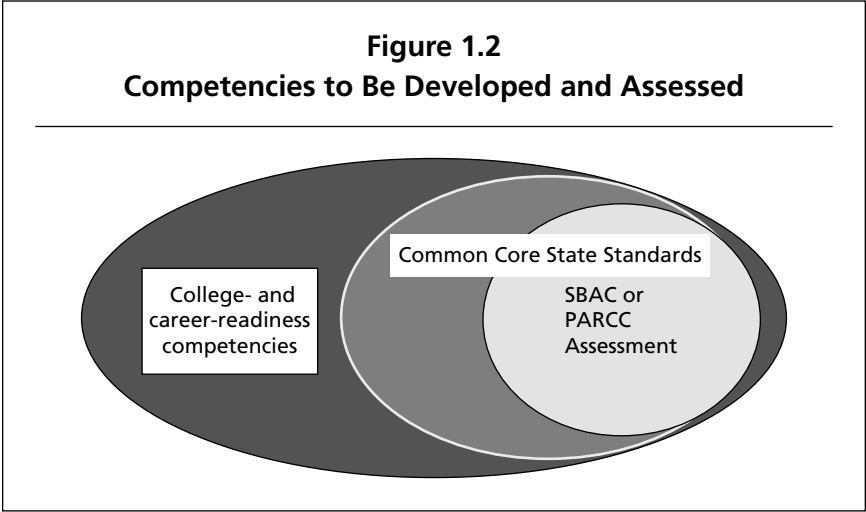 Figure 1.2
Competencies to Be Developed and Assessed
Common Core State Standards
College- and
career-readiness
competencies
SBAC or
PARCC
Assessment